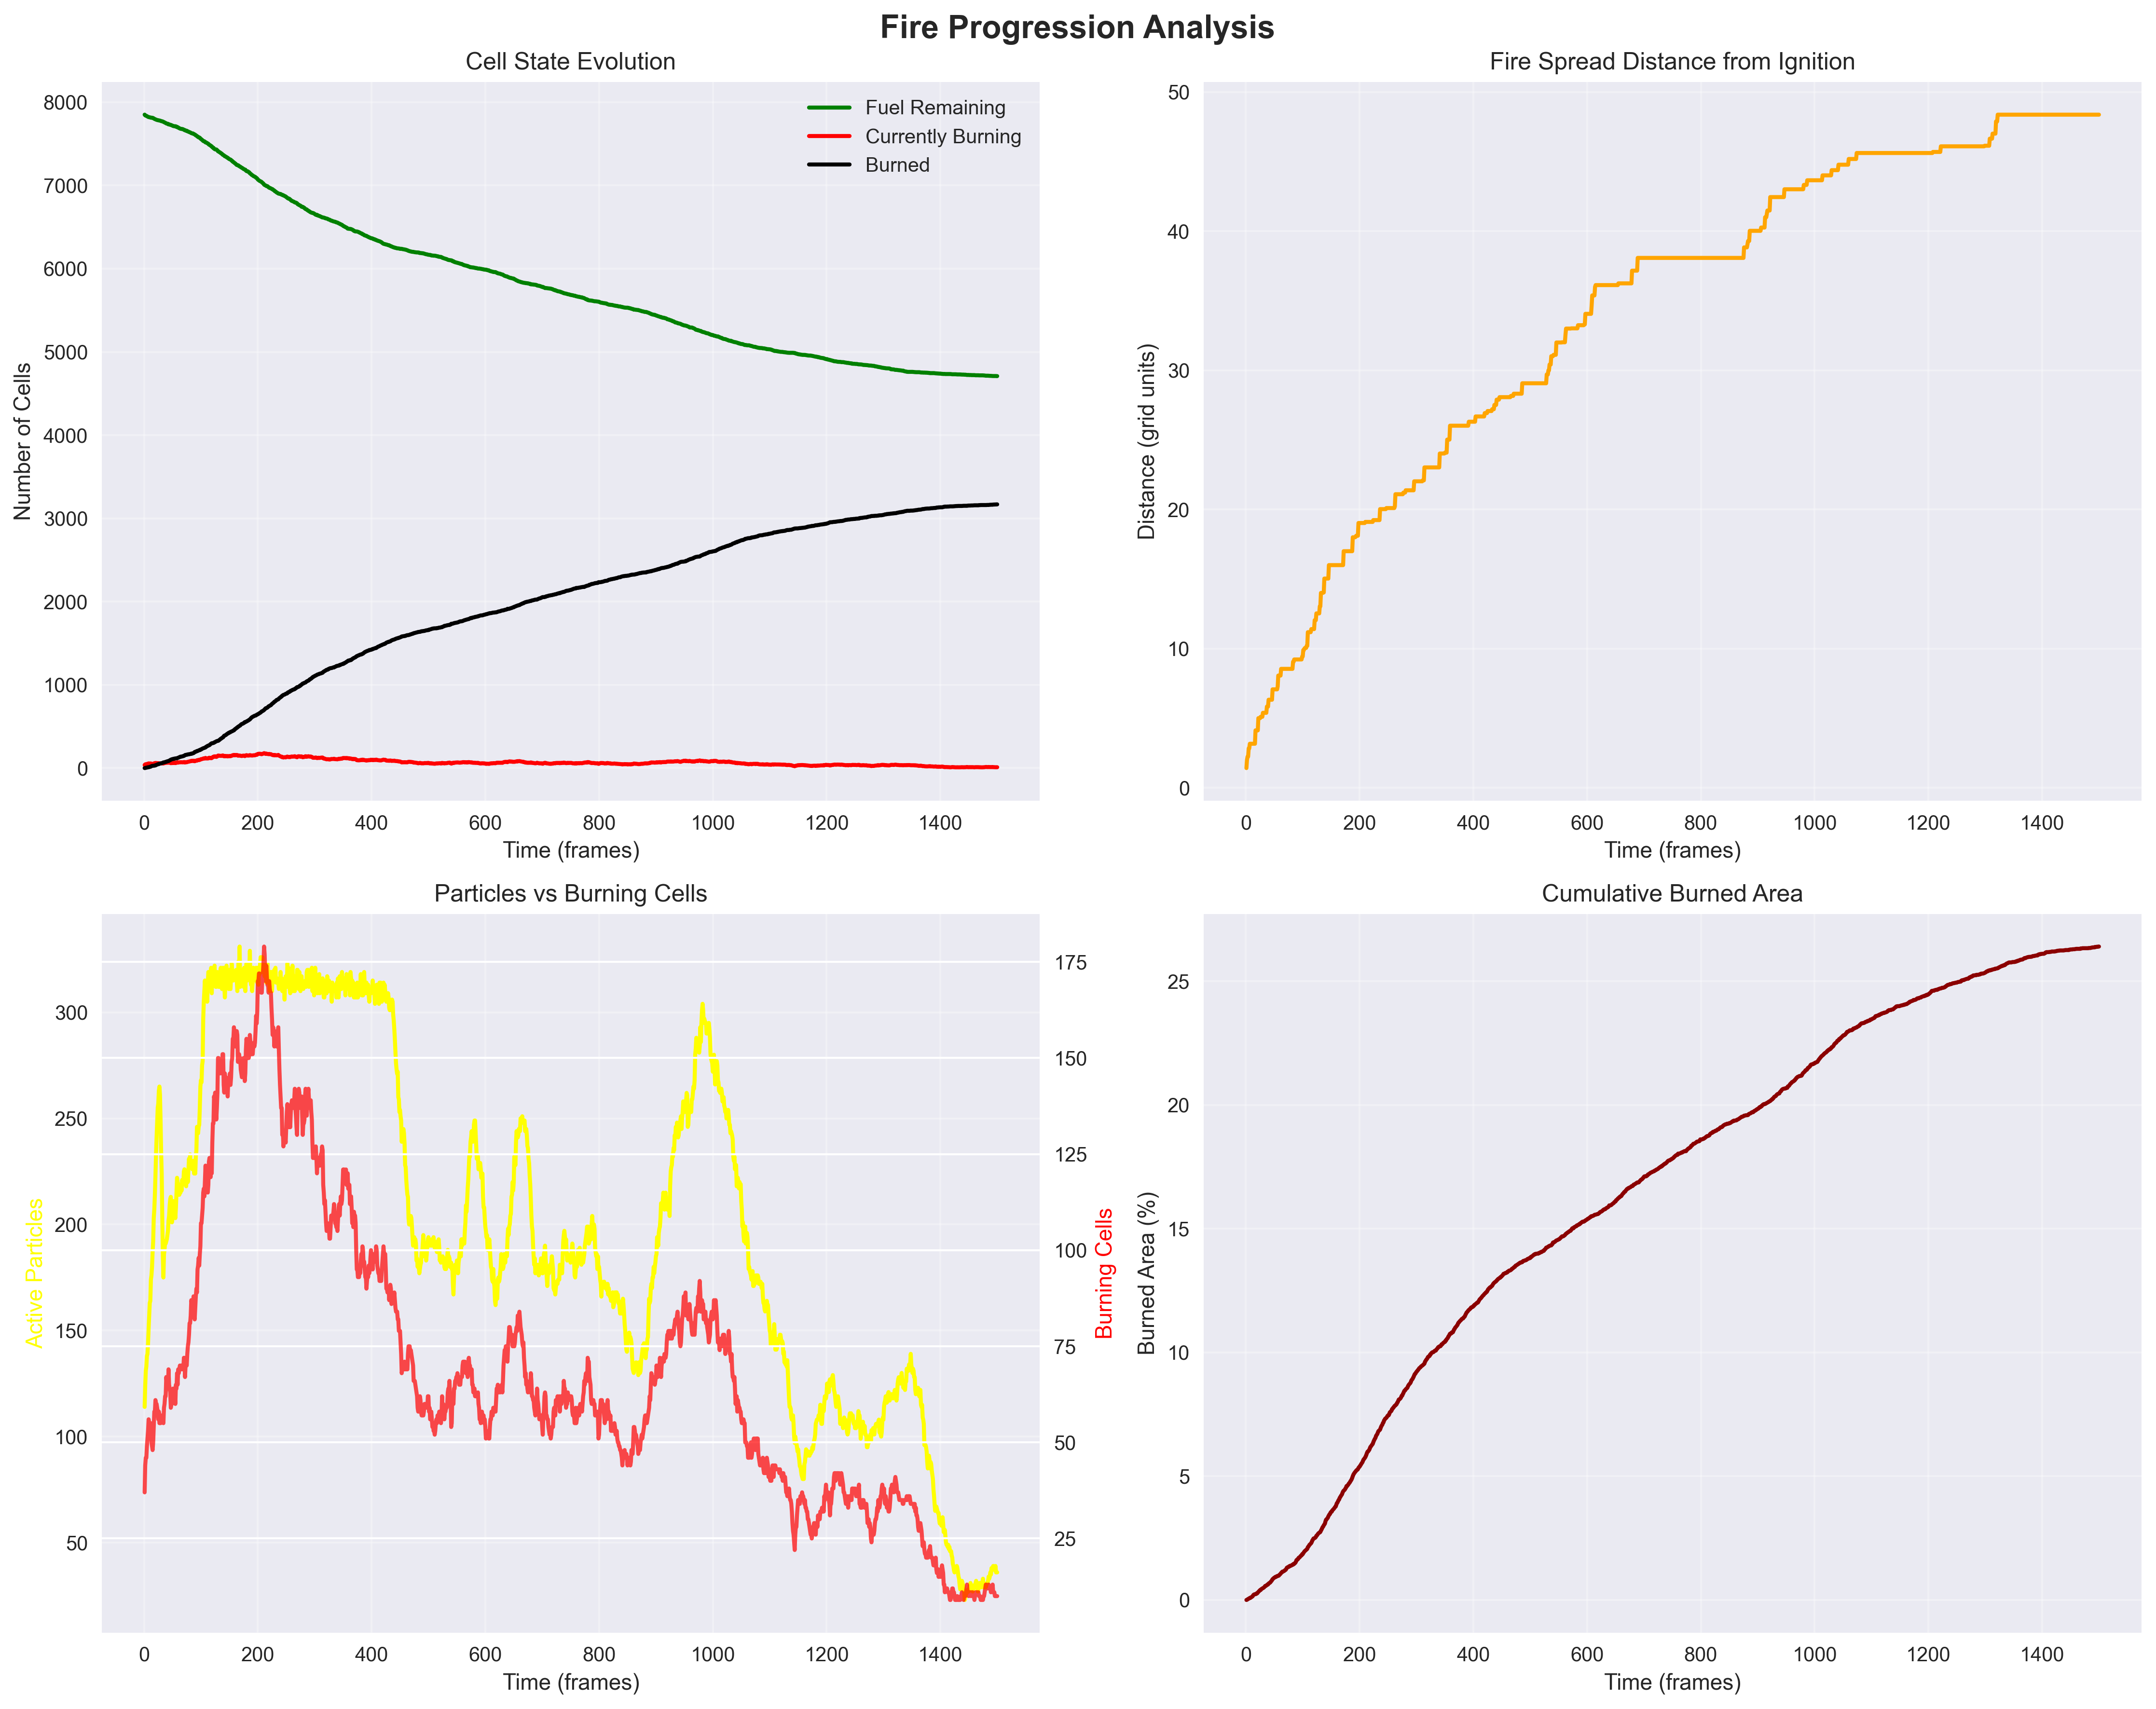 Fire Progression Analysis
Cell State Evolution
8000
7000
6000
5000
4000
3000
2000
1000
0
Number of Cells
Fuel Remaining
Currently Burning
Burned
0 200 400 600 800 1000 1200 1400
Time (frames)
Fire Spread Distance from Ignition
50
40
30
20
10
0
Distance (grid units)
0 200 400 600 800 1000 1200 1400
Time (frames)
Particles vs Burning Cells
300
250
200
150
100
50
Active Particles
175
150
125
100
75
50
25
Burning Cells
0 200 400 600 800 1000 1200 1400
Time (frames)
Cumulative Burned Area
25
20
15
10
5
0
Burned Area (%)
0 200 400 600 800 1000 1200 1400
Time (frames)